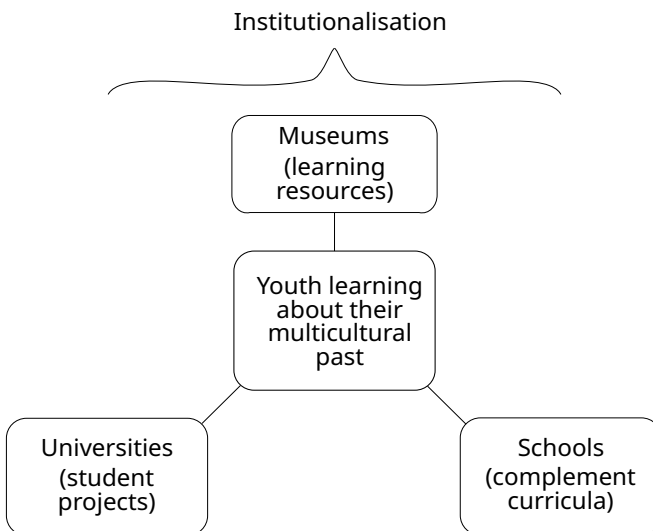 Institutionalisation
Museums
(learning
resources)
Youth learning
about their
multicultural
past
Universities
(student
projects)
Schools
(complement
curricula)